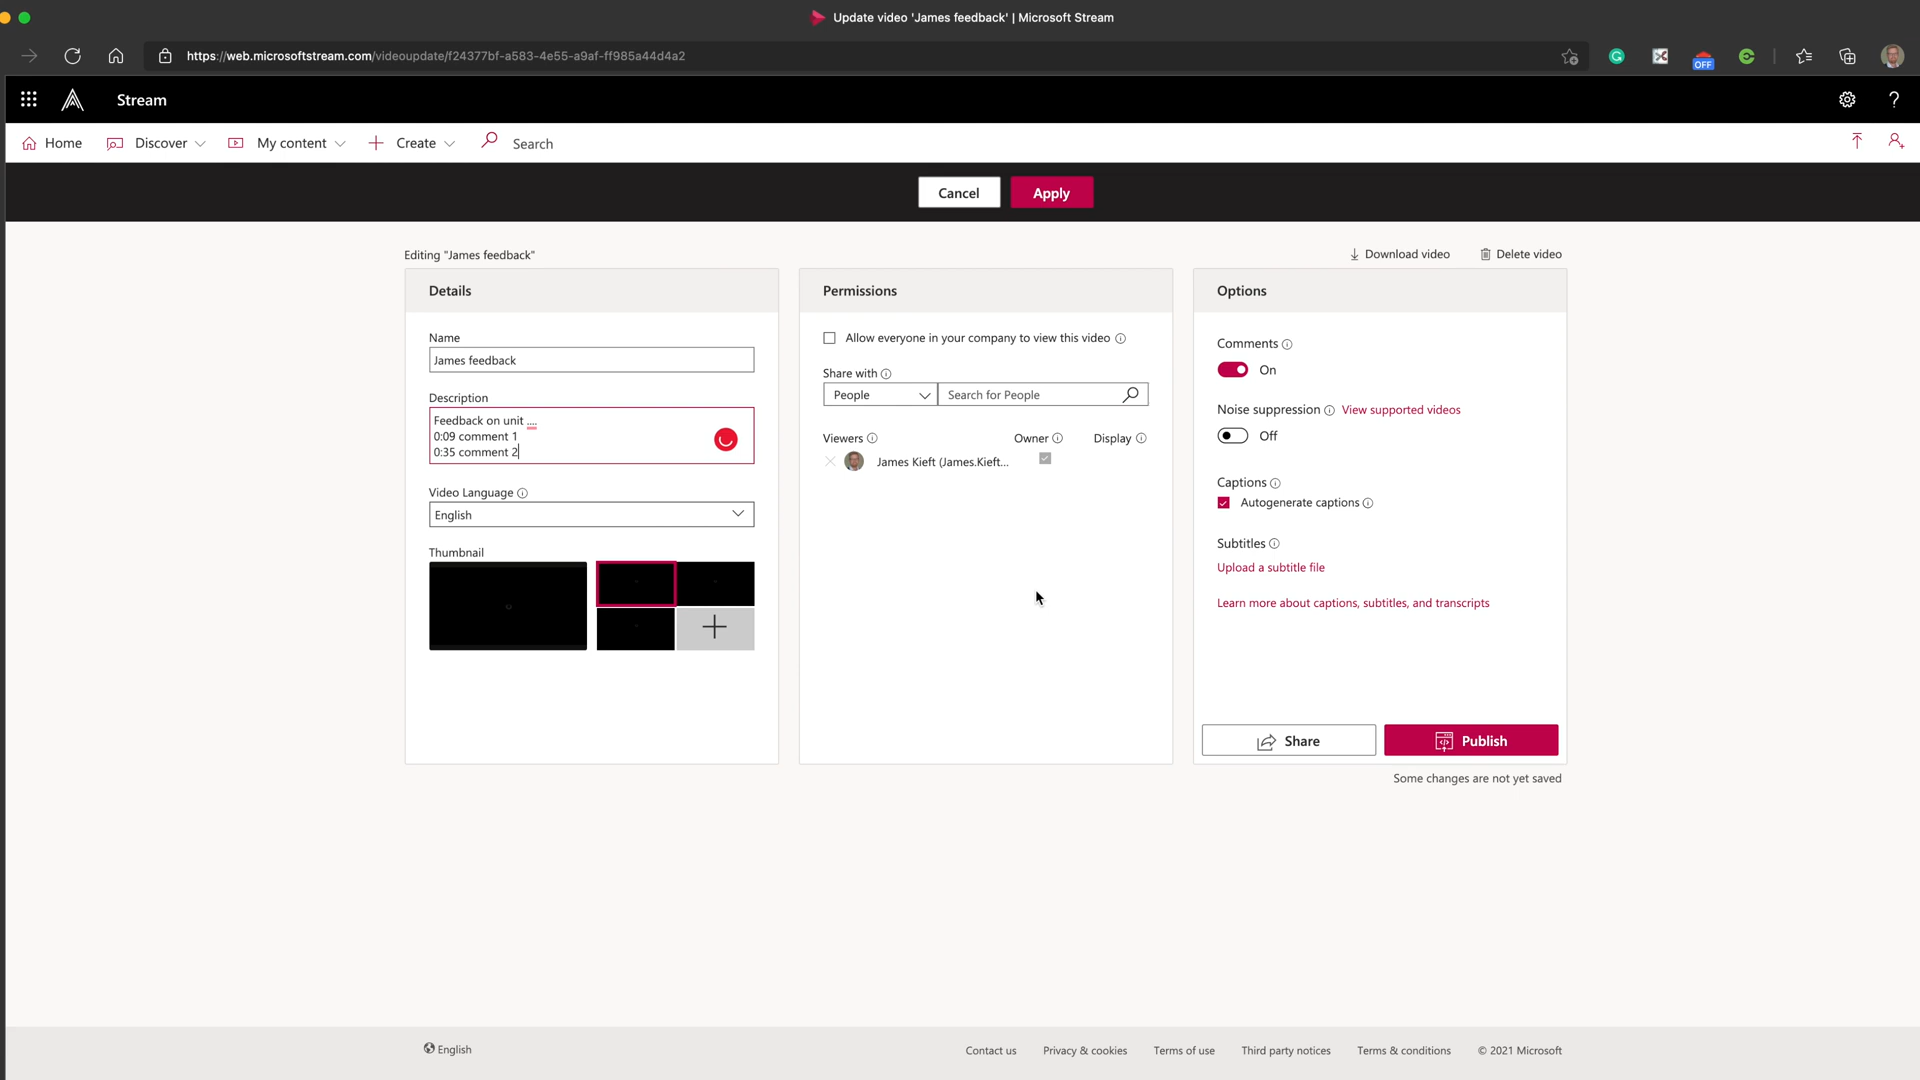 Update video 'James feedback' | Microsoft Stream
https://web.microsoftstream.com/videoupdate/f24377bf-a583-4e55-a9af-ff985a44d4a2
OFF
Stream
?
Home
Discover
My content
Create
Search
Cancel
Apply
Editing "James feedback"
Download video
Delete video
Details
Name
James feedback
Description
Feedback on unit ....
0:09 comment 1
0:35 comment 2
Video Language
English
Thumbnail
Permissions
Allow everyone in your company to view this video
Share with
People
Search for People
Viewers
Owner
Display
James Kieft (James.Kieft...
Options
Comments
On
Noise suppression
View supported videos
Off
Captions
Autogenerate captions
Subtitles
Upload a subtitle file
Learn more about captions, subtitles, and transcripts
Share
Publish
Some changes are not yet saved
English
Contact us
Privacy & cookies
Terms of use
Third party notices
Terms & conditions
© 2021 Microsoft